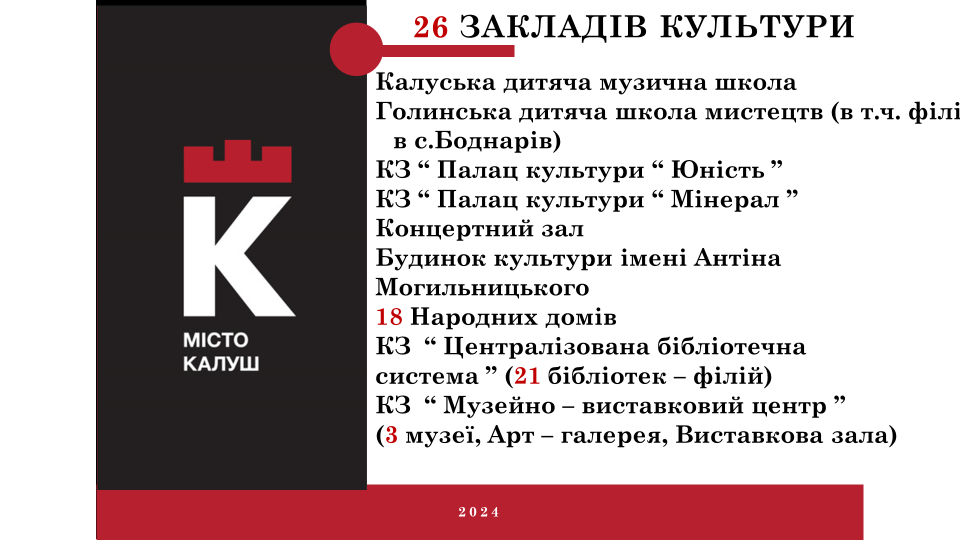 26 ЗАКЛАДІВ КУЛЬТУРИ
Калуська дитяча музична школа
Голинська дитяча школа мистецтв (в т.ч. філі
в с.Боднарів)
КЗ “ Палац культури “ Юність ”
КЗ “ Палац культури “ Мінерал ”
Концертний зал
Будинок культури імені Антіна
Могильницького
18 Народних домів
КЗ “ Централізована бібліотечна
система ” (21 бібліотек – філій)
КЗ “ Музейно – виставковий центр ”
(3 музеї, Арт – галерея, Виставкова зала)
К
МІСТО
КАЛУШ
2024